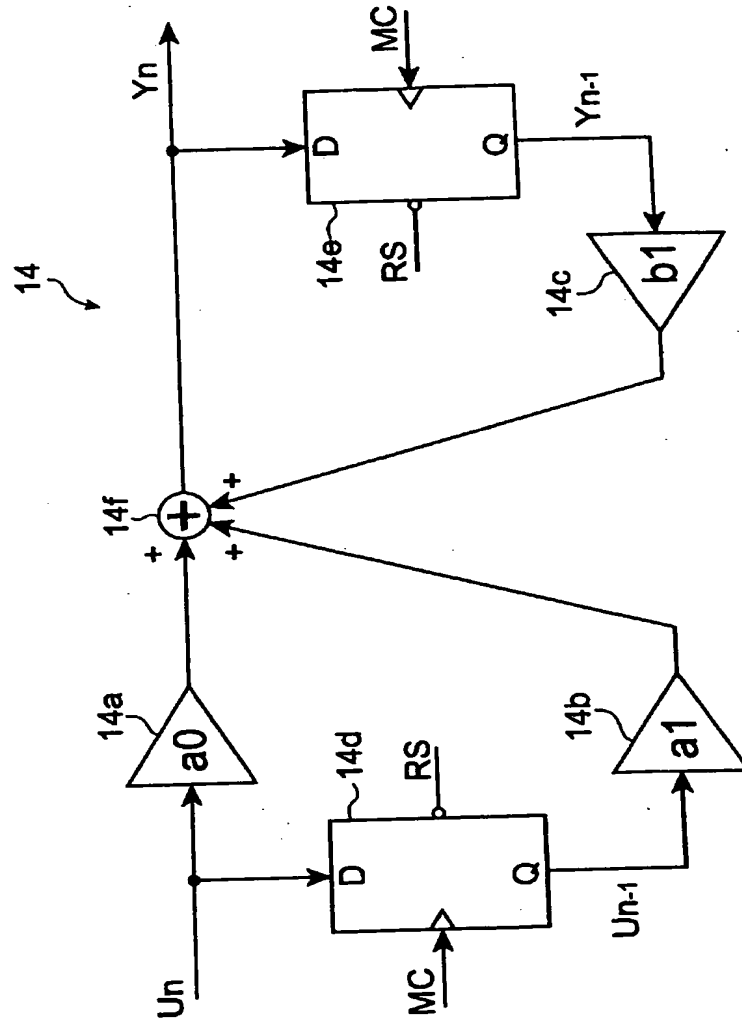 14
Un
14a
a0
+
14f
+
+
+
Yn
D
MC
14d
RS
Q
Un-1
14b
a1
D
14e
RS
MC
Q
Yn-1
14c
b1